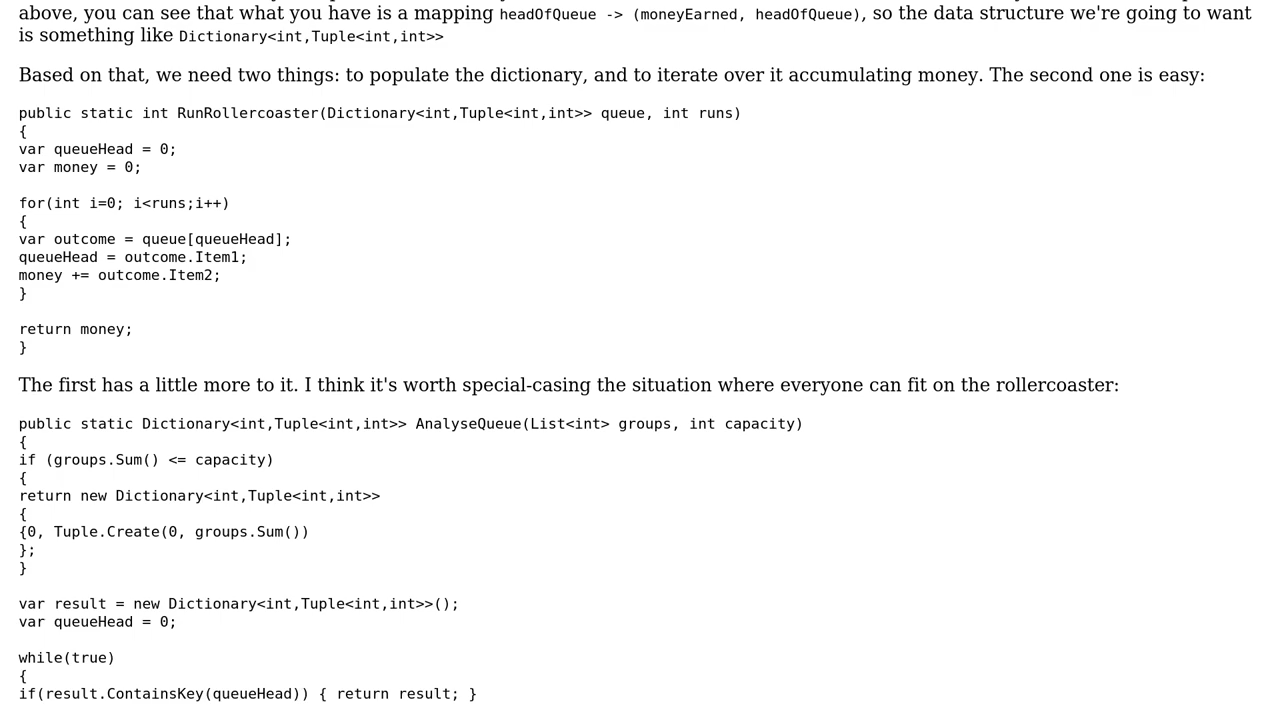 above, you can see that what you have is a mapping headOfQueue -> (moneyEarned, headOfQueue), so the data structure we're going to want
is something like Dictionary<int,Tuple<int,int>>
Based on that, we need two things: to populate the dictionary, and to iterate over it accumulating money. The second one is easy:
public static int RunRollercoaster(Dictionary<int,Tuple<int,int>> queue, int runs)
{
var queueHead = 0;
var money = 0;
for(int i=0; i<runs;i++)
{
var outcome = queue[queueHead];
queueHead = outcome.Item1;
money += outcome.Item2;
}
return money;
}
The first has a little more to it. I think it's worth special-casing the situation where everyone can fit on the rollercoaster:
public static Dictionary<int,Tuple<int,int>> AnalyseQueue(List<int> groups, int capacity)
{
if (groups.Sum() <= capacity)
{
return new Dictionary<int,Tuple<int,int>>
{
{0, Tuple.Create(0, groups.Sum())
};
}
var result = new Dictionary<int,Tuple<int,int>>();
var queueHead = 0;
while(true)
{
if(result.ContainsKey(queueHead)) { return result; }